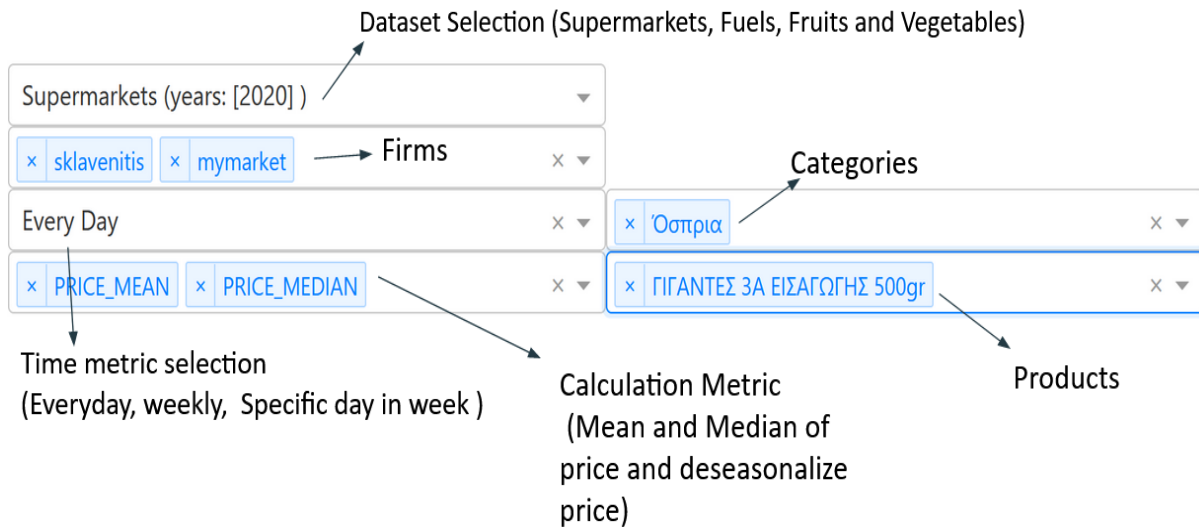 Dataset Selection (Supermarkets, Fuels, Fruits and Vegetables)
Supermarkets (years: [2020] )
× sklavenitis × mymarket
Firms
Categories
Every Day
× Όσπρια
× PRICE_MEAN × PRICE_MEDIAN
× ΓΙΓΑΝΤΕΣ 3Α ΕΙΣΑΓΩΓΗΣ 500gr
Time metric selection
(Everyday, weekly, Specific day in week )
Calculation Metric
(Mean and Median of
price and deseasonalize
price)
Products